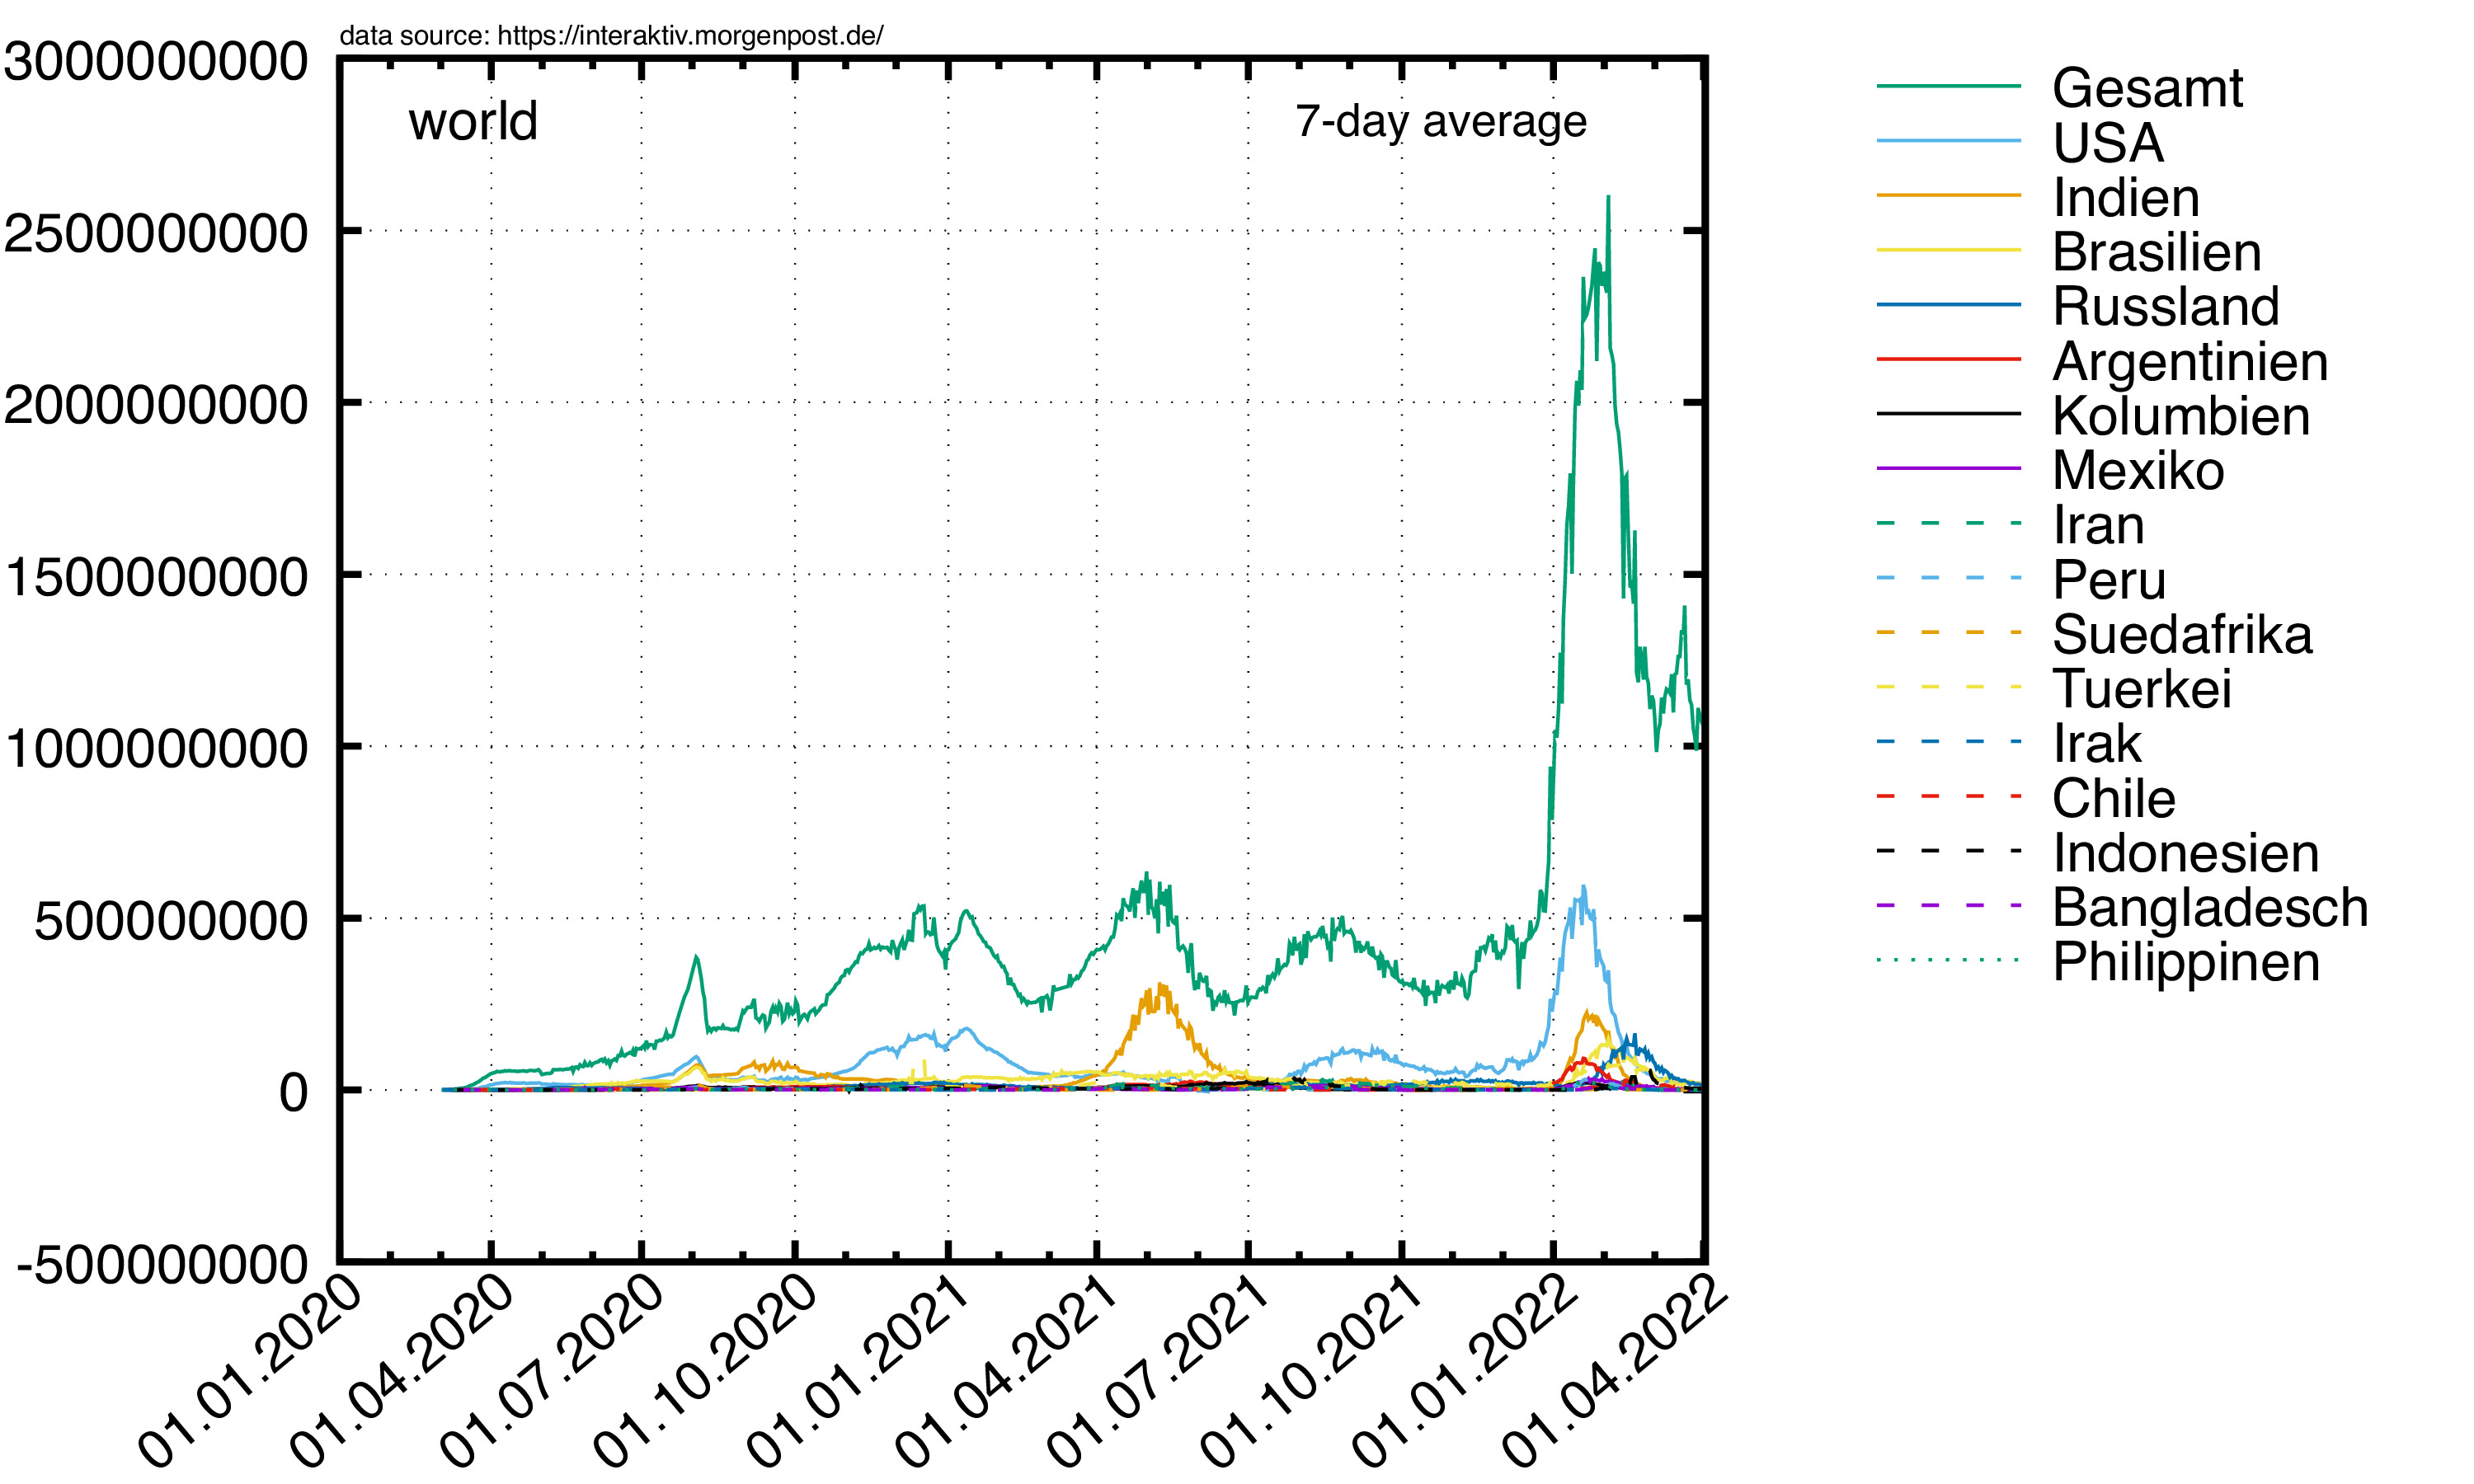 data source: https://interaktiv.morgenpost.de/
3000000000
2500000000
2000000000
1500000000
1000000000
500000000
0
-500000000
world
7-day average
01.01.2020
01.04.2020
01.07.2020
01.10.2020
01.01.2021
01.04.2021
01.07.2021
01.10.2021
01.01.2022
01.04.2022
Gesamt
USA
Indien
Brasilien
Russland
Argentinien
Kolumbien
Mexiko
Iran
Peru
Suedafrika
Tuerkei
Irak
Chile
Indonesien
Bangladesch
Philippinen